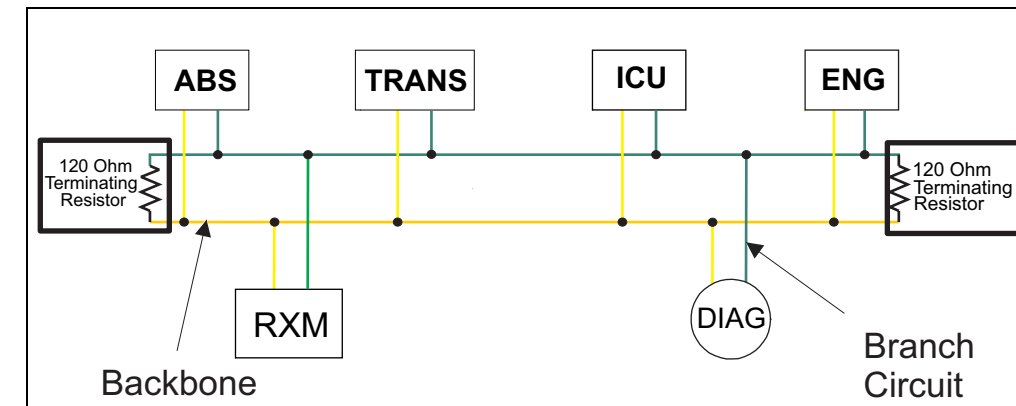 ABS
TRANS
ICU
ENG
120 Ohm
Terminating
Resistor
120 Ohm
Terminating
Resistor
RXM
DIAG
Backbone
Branch
Circuit